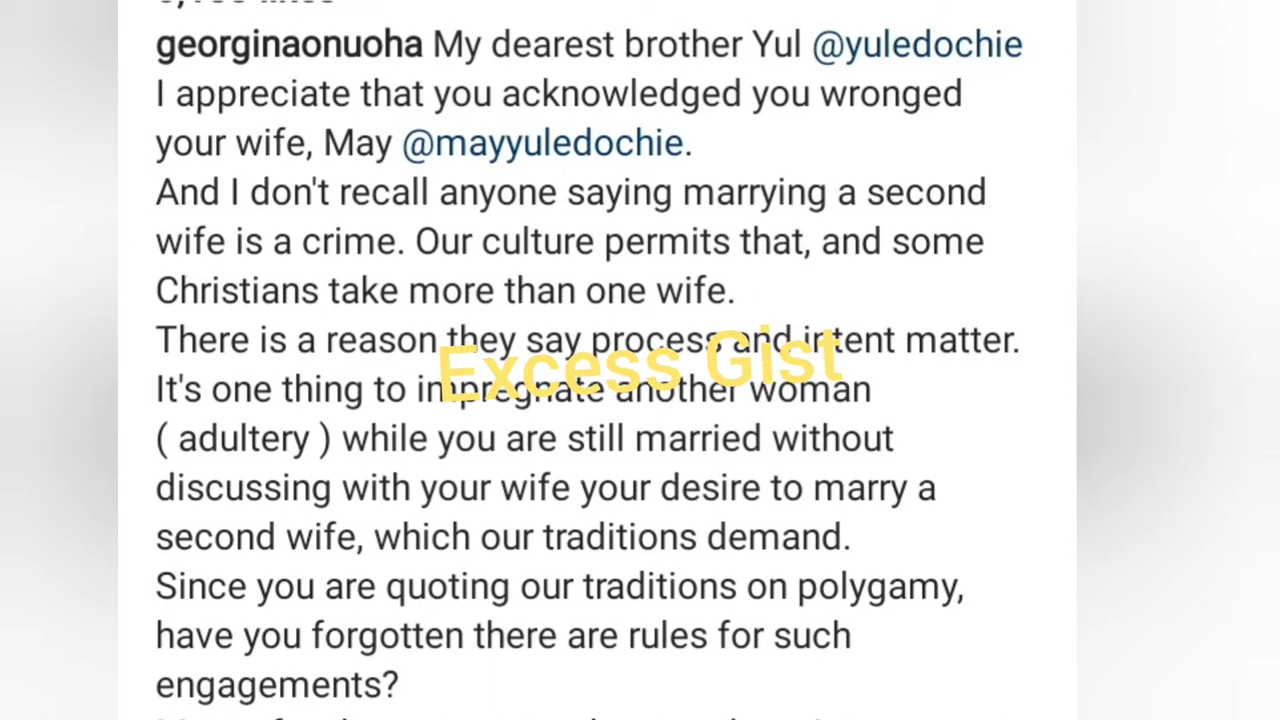 georginaonuoha My dearest brother Yul @yuledochie
I appreciate that you acknowledged you wronged
your wife, May @mayyuledochie.
And I don't recall anyone saying marrying a second
wife is a crime. Our culture permits that, and some
Christians take more than one wife.
There is a reason they say process and intent matter.
Excess Gist
It's one thing to impregnate another woman
( adultery ) while you are still married without
discussing with your wife your desire to marry a
second wife, which our traditions demand.
Since you are quoting our traditions on polygamy,
have you forgotten there are rules for such
engagements?